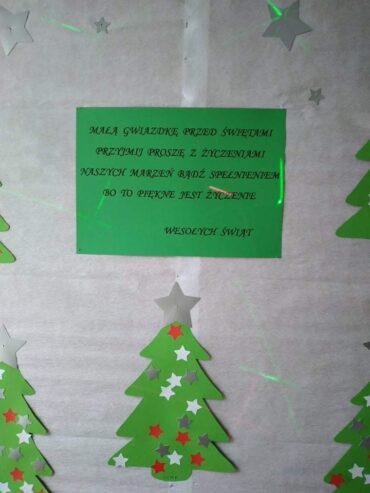 MAŁĄ GWIAZDKĘ PRZED ŚWIĘTAMI
PRZYJMIJ PROSZĘ Z ŻYCZENIAMI
NASZYCH MARZEŃ BĄDŹ SPEŁNIENIEM
BO TO PIĘKNE JEST ŻYCZENIE
WESOŁYCH ŚWIĄT